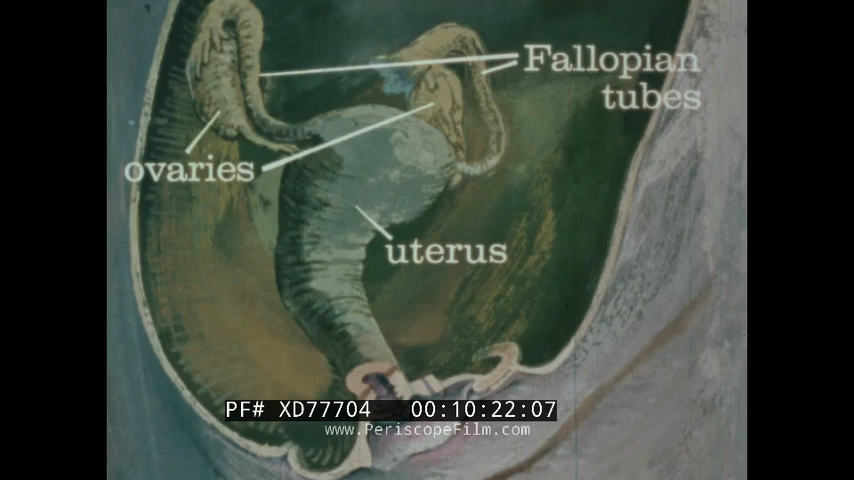 Fallopian
tubes
ovaries
uterus
PF# XD77704 00:10:22:07
www.PeriscopeFilm.com